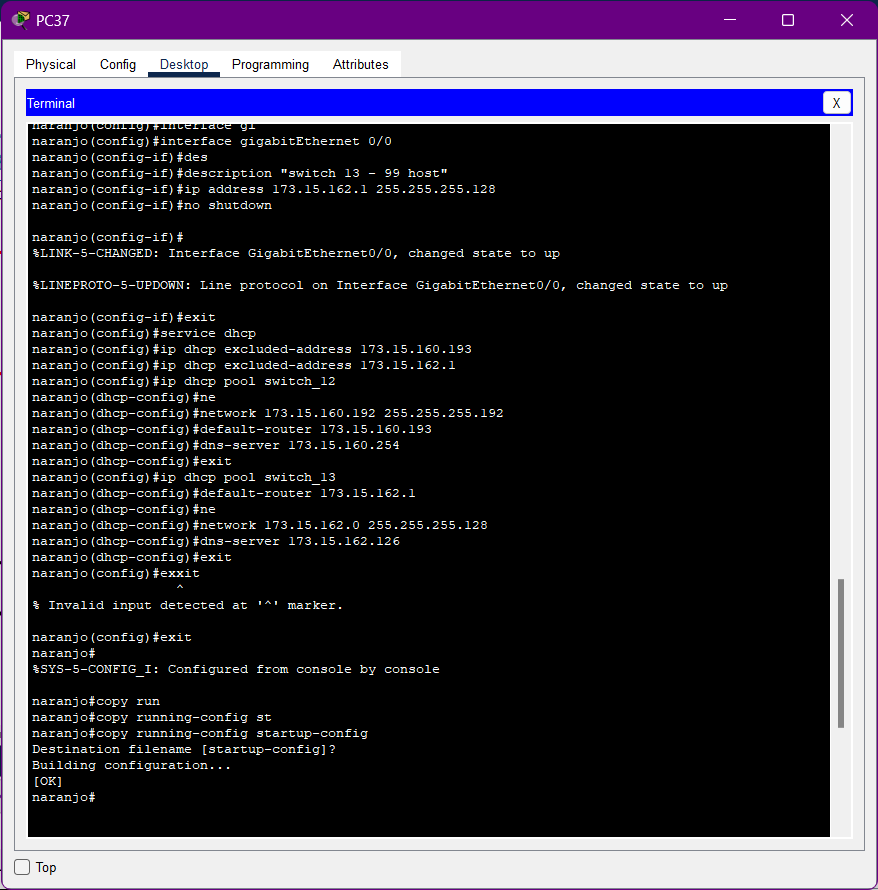 PC37
Physical Config Desktop Programming Attributes
Terminal
X
naranjo(config)#interface gi
naranjo(config)#interface gigabitEthernet 0/0
naranjo(config-if)#des
naranjo(config-if)#description "switch 13 - 99 host"
naranjo(config-if)#ip address 173.15.162.1 255.255.255.128
naranjo(config-if)#no shutdown
naranjo(config-if)#
%LINK-5-CHANGED: Interface GigabitEthernet0/0, changed state to up
%LINEPROTO-5-UPDOWN: Line protocol on Interface GigabitEthernet0/0, changed state to up
naranjo(config-if)#exit
naranjo(config)#service dhcp
naranjo(config)#ip dhcp excluded-address 173.15.160.193
naranjo(config)#ip dhcp excluded-address 173.15.162.1
naranjo(config)#ip dhcp pool switch_12
naranjo(dhcp-config)#ne
naranjo(dhcp-config)#network 173.15.160.192 255.255.255.192
naranjo(dhcp-config)#default-router 173.15.160.193
naranjo(dhcp-config)#dns-server 173.15.160.254
naranjo(dhcp-config)#exit
naranjo(config)#ip dhcp pool switch_13
naranjo(dhcp-config)#default-router 173.15.162.1
naranjo(dhcp-config)#ne
naranjo(dhcp-config)#network 173.15.162.0 255.255.255.128
naranjo(dhcp-config)#dns-server 173.15.162.126
naranjo(dhcp-config)#exit
naranjo(config)#exxit
^
% Invalid input detected at '^' marker.
naranjo(config)#exit
naranjo#
%SYS-5-CONFIG_I: Configured from console by console
naranjo#copy run
naranjo#copy running-config st
naranjo#copy running-config startup-config
Destination filename [startup-config]?
Building configuration...
[OK]
naranjo#
Top